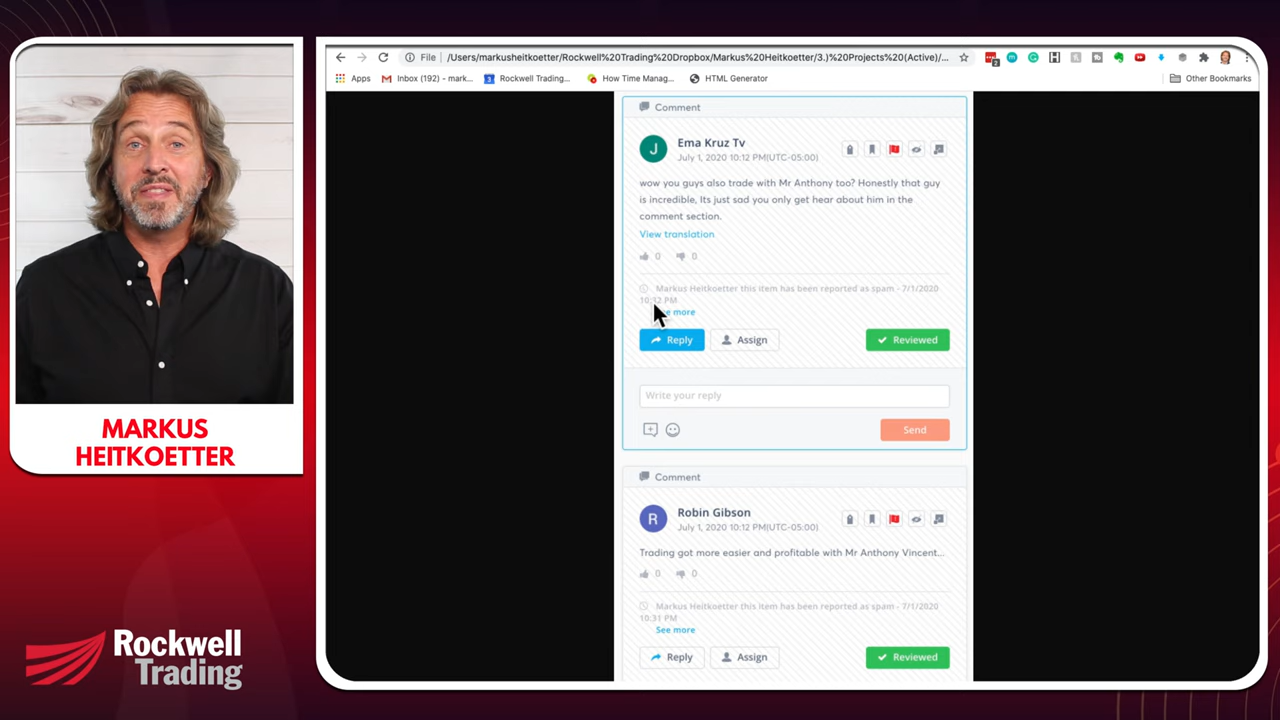 MARKUS
HEITKOETTER
Rockwell
Trading
File
/Users/markusheitkoetter/Rockwell%20Trading%20Dropbox/Markus%20Heitkoetter/3.)%20Projects%20(Active)/...
Apps
Inbox (192) - mark...
Rockwell Trading...
How Time Manag...
HTML Generator
Other Bookmarks
Comment
J
Ema Kruz Tv
July 1, 2020 10:12 PM(UTC-05:00)
wow you guys also trade with Mr Anthony too? Honestly that guy
is incredible, Its just sad you only get hear about him in the
comment section.
View translation
0 0
Markus Heitkoetter this item has been reported as spam - 7/1/2020
10:32 PM
more
Reply
Assign
Reviewed
Write your reply
Send
Comment
R
Robin Gibson
July 1, 2020 10:12 PM(UTC-05:00)
Trading got more easier and profitable with Mr Anthony Vincent...
0 0
Markus Heitkoetter this item has been reported as spam - 7/1/2020
10:31 PM
See more
Reply
Assign
Reviewed